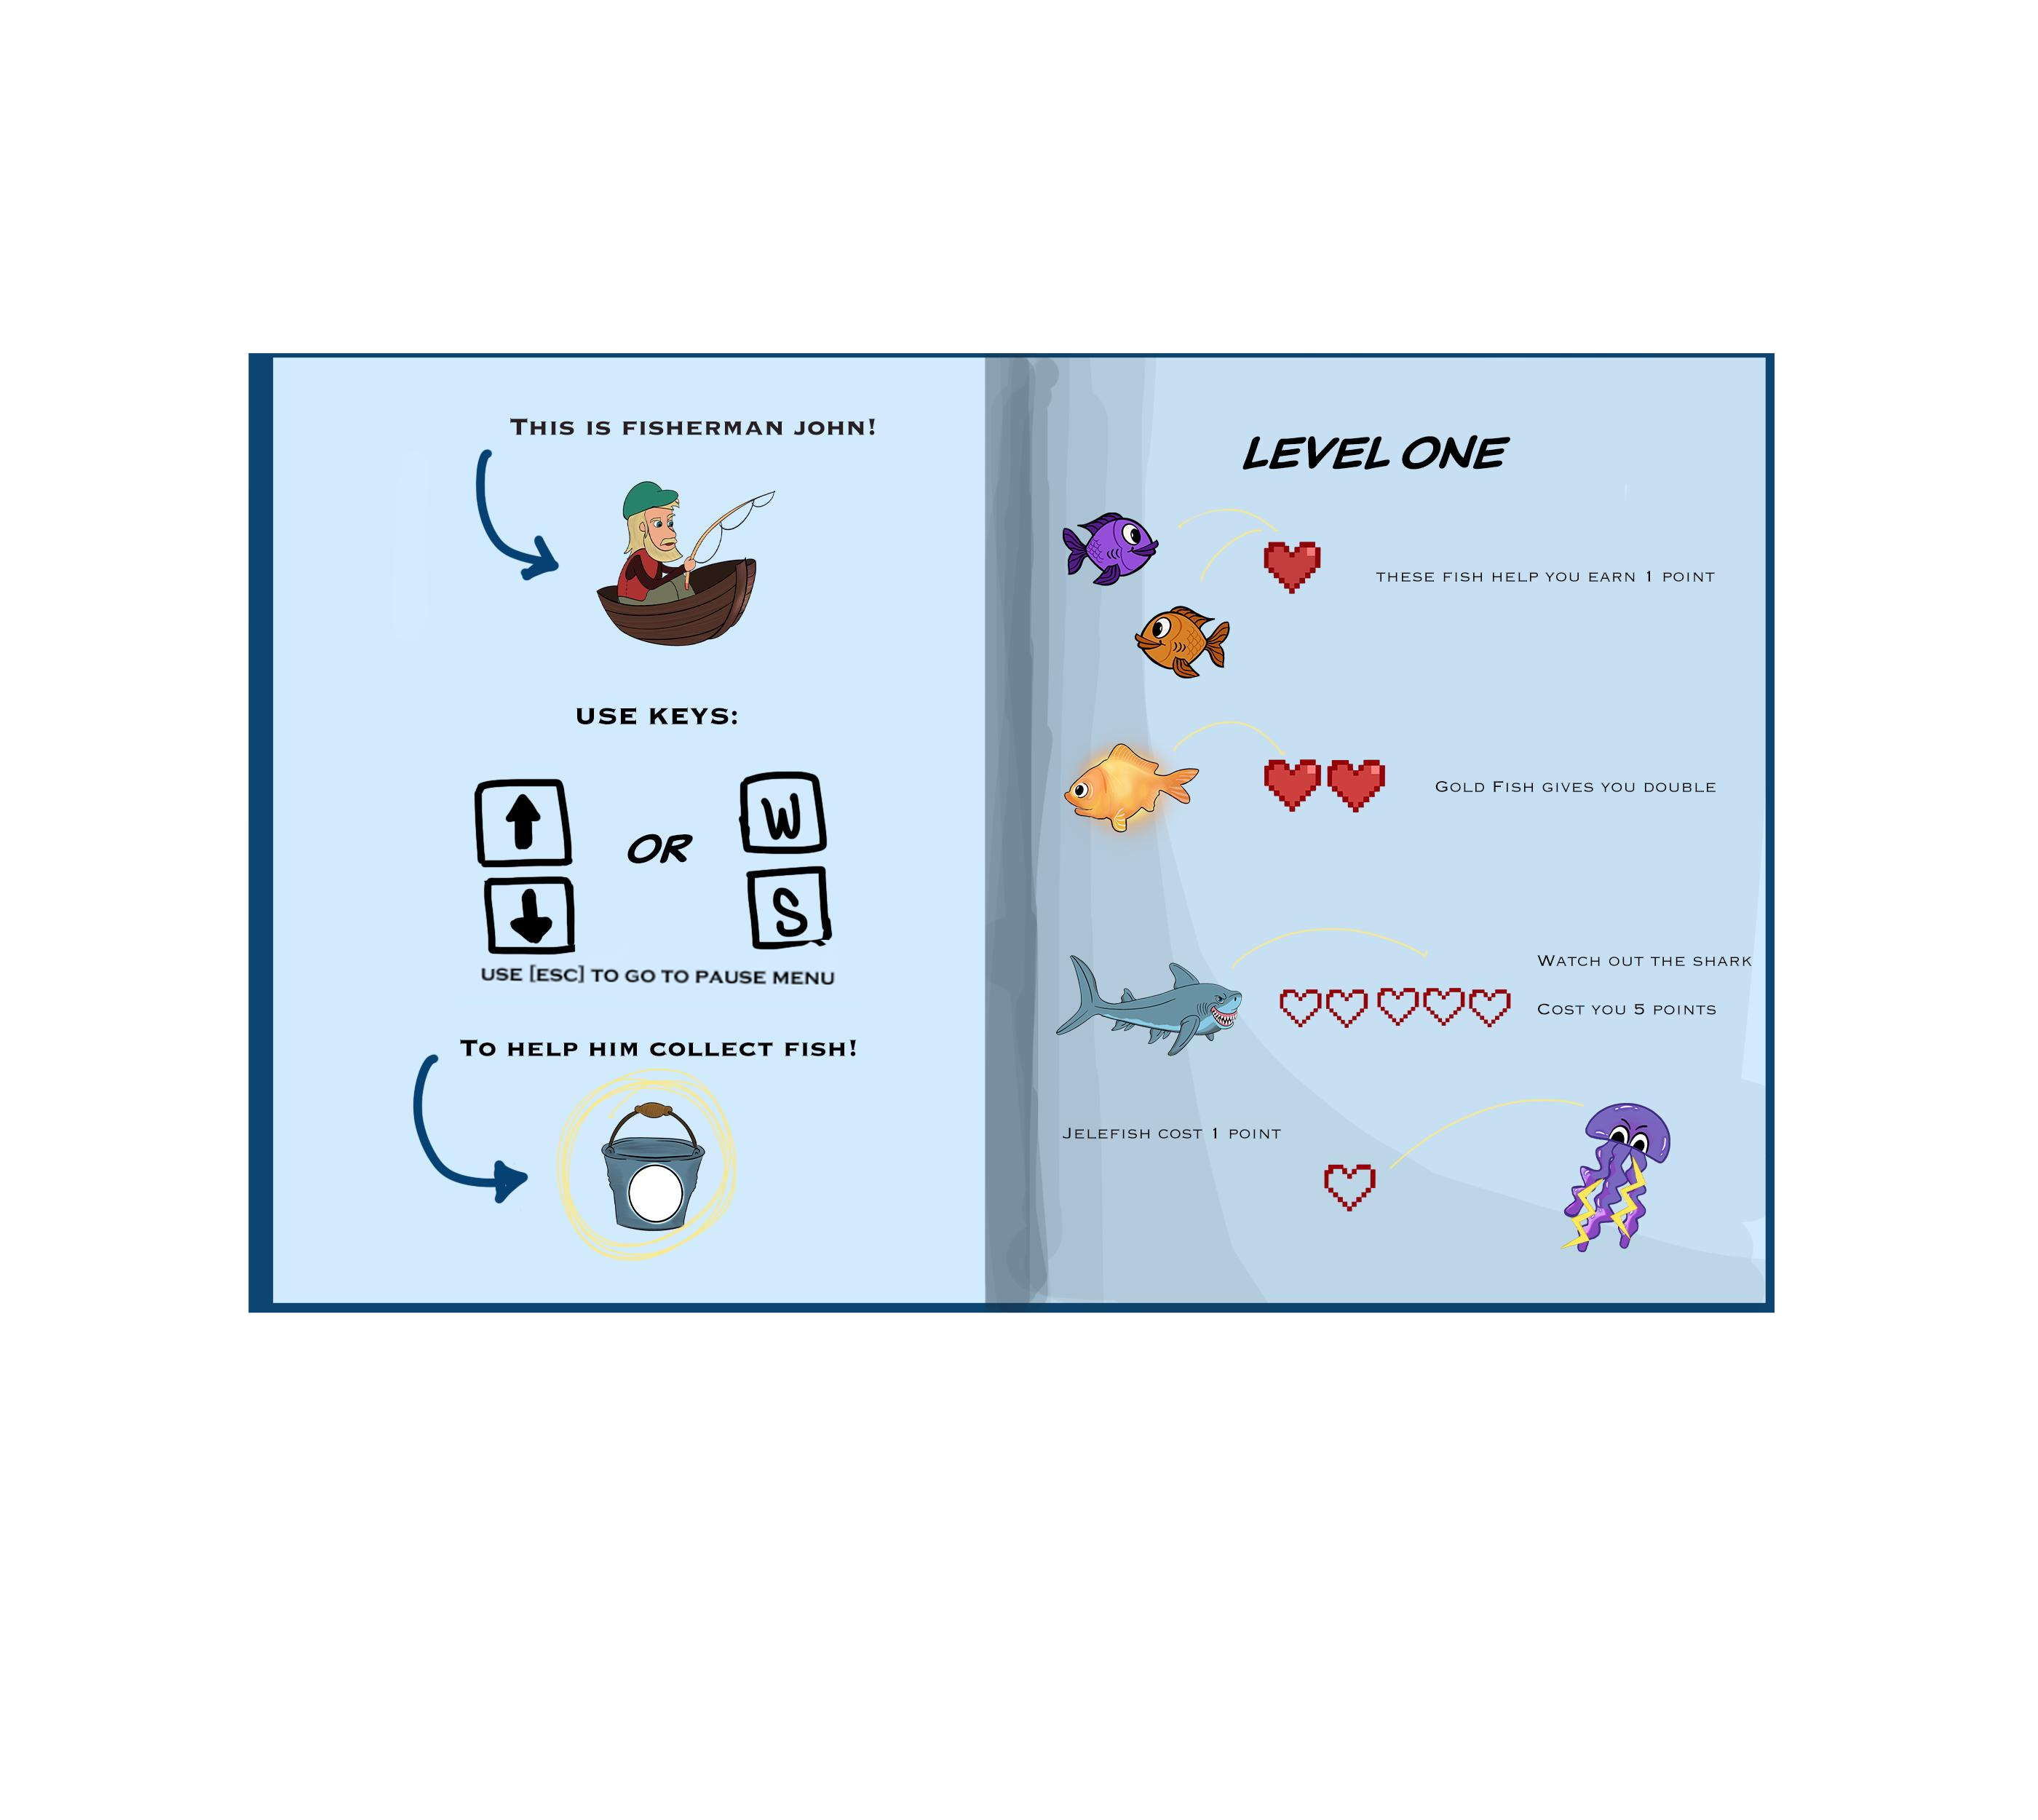 This is fisherman john!
USE KEYS:
OR
W
S
USE [ESC] TO GO TO PAUSE MENU
To help him collect fish!
LEVEL ONE
THESE FISH HELP YOU EARN 1 POINT
Gold Fish gives you double
Watch out the shark
Cost you 5 points
Jelefish cost 1 point